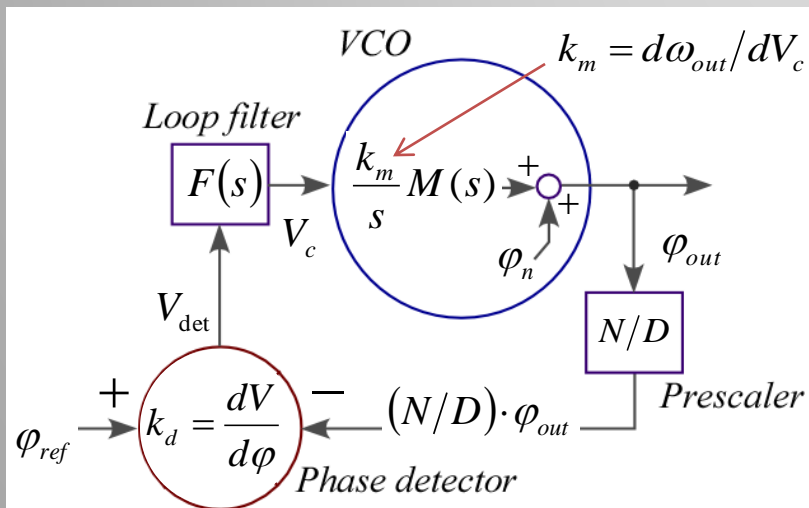 VCO
k_m = dω_out/dV_c
Loop filter
F(s)
k_m/s M(s)
+
+
V_c
φ_n
φ_out
V_det
N/D
Prescaler
+
−
φ_ref
k_d = dV/dφ
(N/D)·φ_out
Phase detector